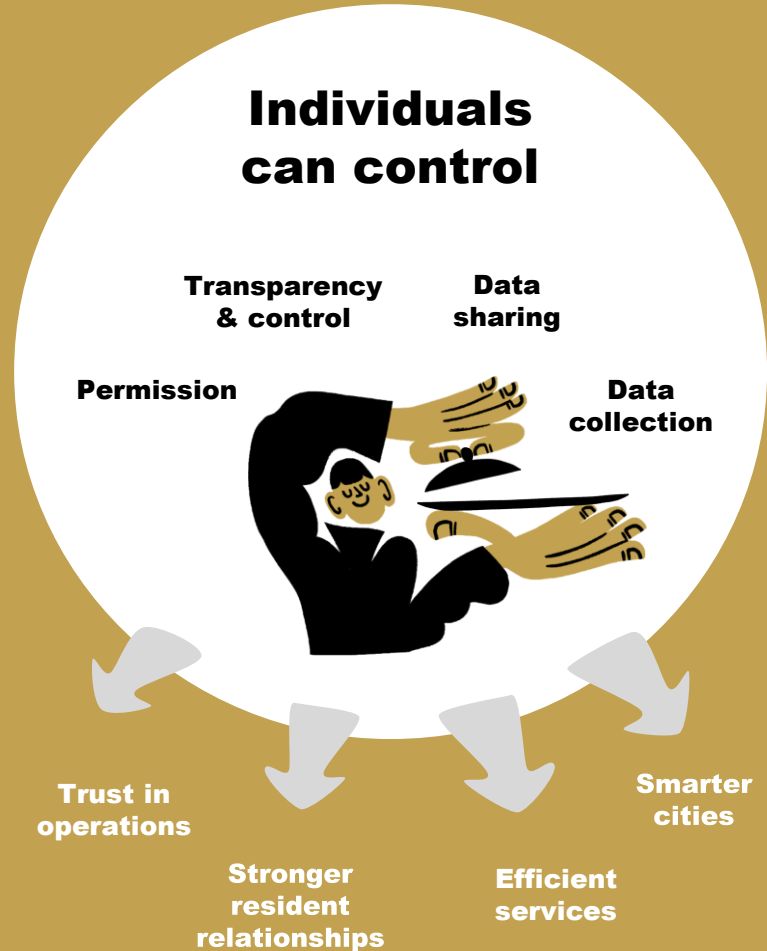 Individuals
can control
Transparency
& control
Data
sharing
Permission
Data
collection
Trust in
operations
Stronger
resident
relationships
Efficient
services
Smarter
cities